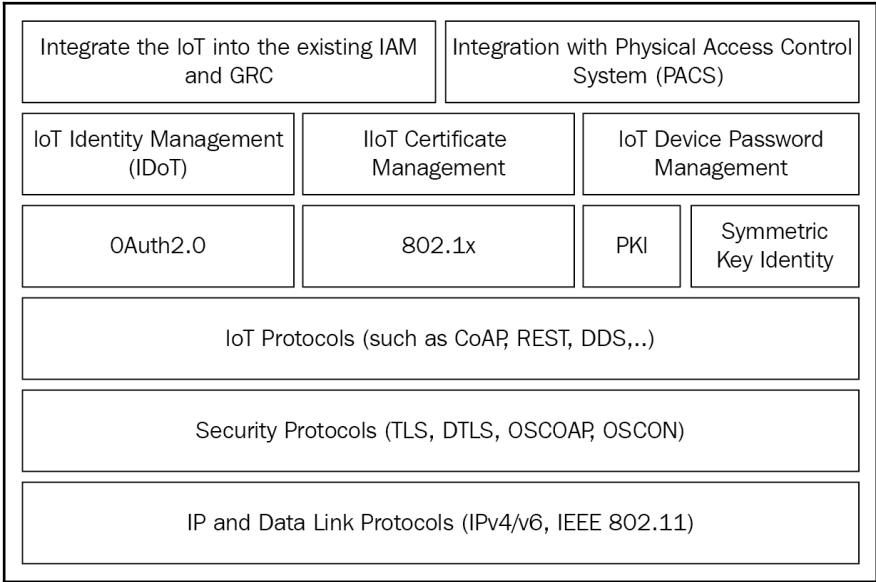 Integrate the IoT into the existing IAM
and GRC
Integration with Physical Access Control
System (PACS)
IoT Identity Management
(IDoT)
IIoT Certificate
Management
IoT Device Password
Management
0Auth2.0
802.1x
PKI
Symmetric
Key Identity
IoT Protocols (such as CoAP, REST, DDS,..)
Security Protocols (TLS, DTLS, OSCOAP, OSCON)
IP and Data Link Protocols (IPv4/v6, IEEE 802.11)